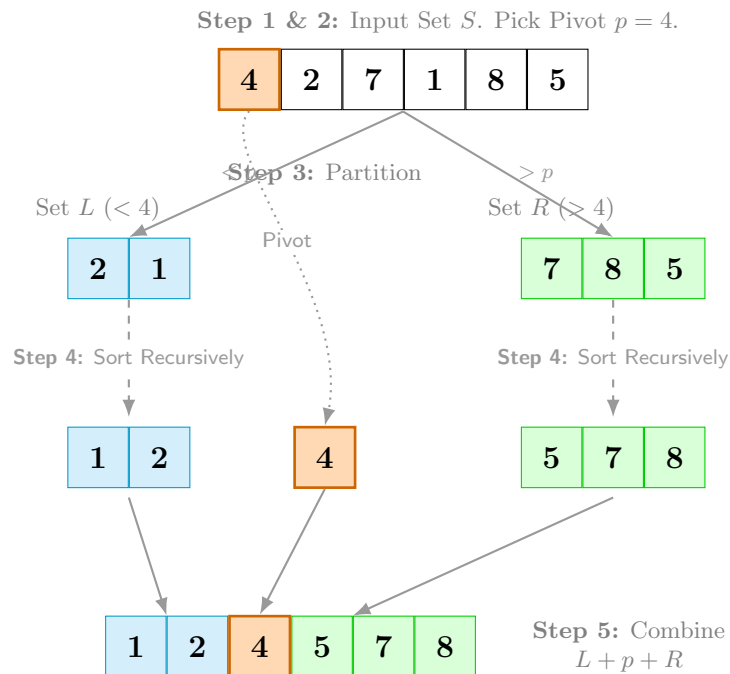 Step 1 & 2: Input Set S. Pick Pivot p = 4.
4 2 7 1 8 5
Step 3: Partition
> p
Set L (< 4)
Set R (> 4)
Pivot
2 1
7 8 5
Step 4: Sort Recursively
Step 4: Sort Recursively
1 2
4
5 7 8
1 2 4 5 7 8
Step 5: Combine
L + p + R